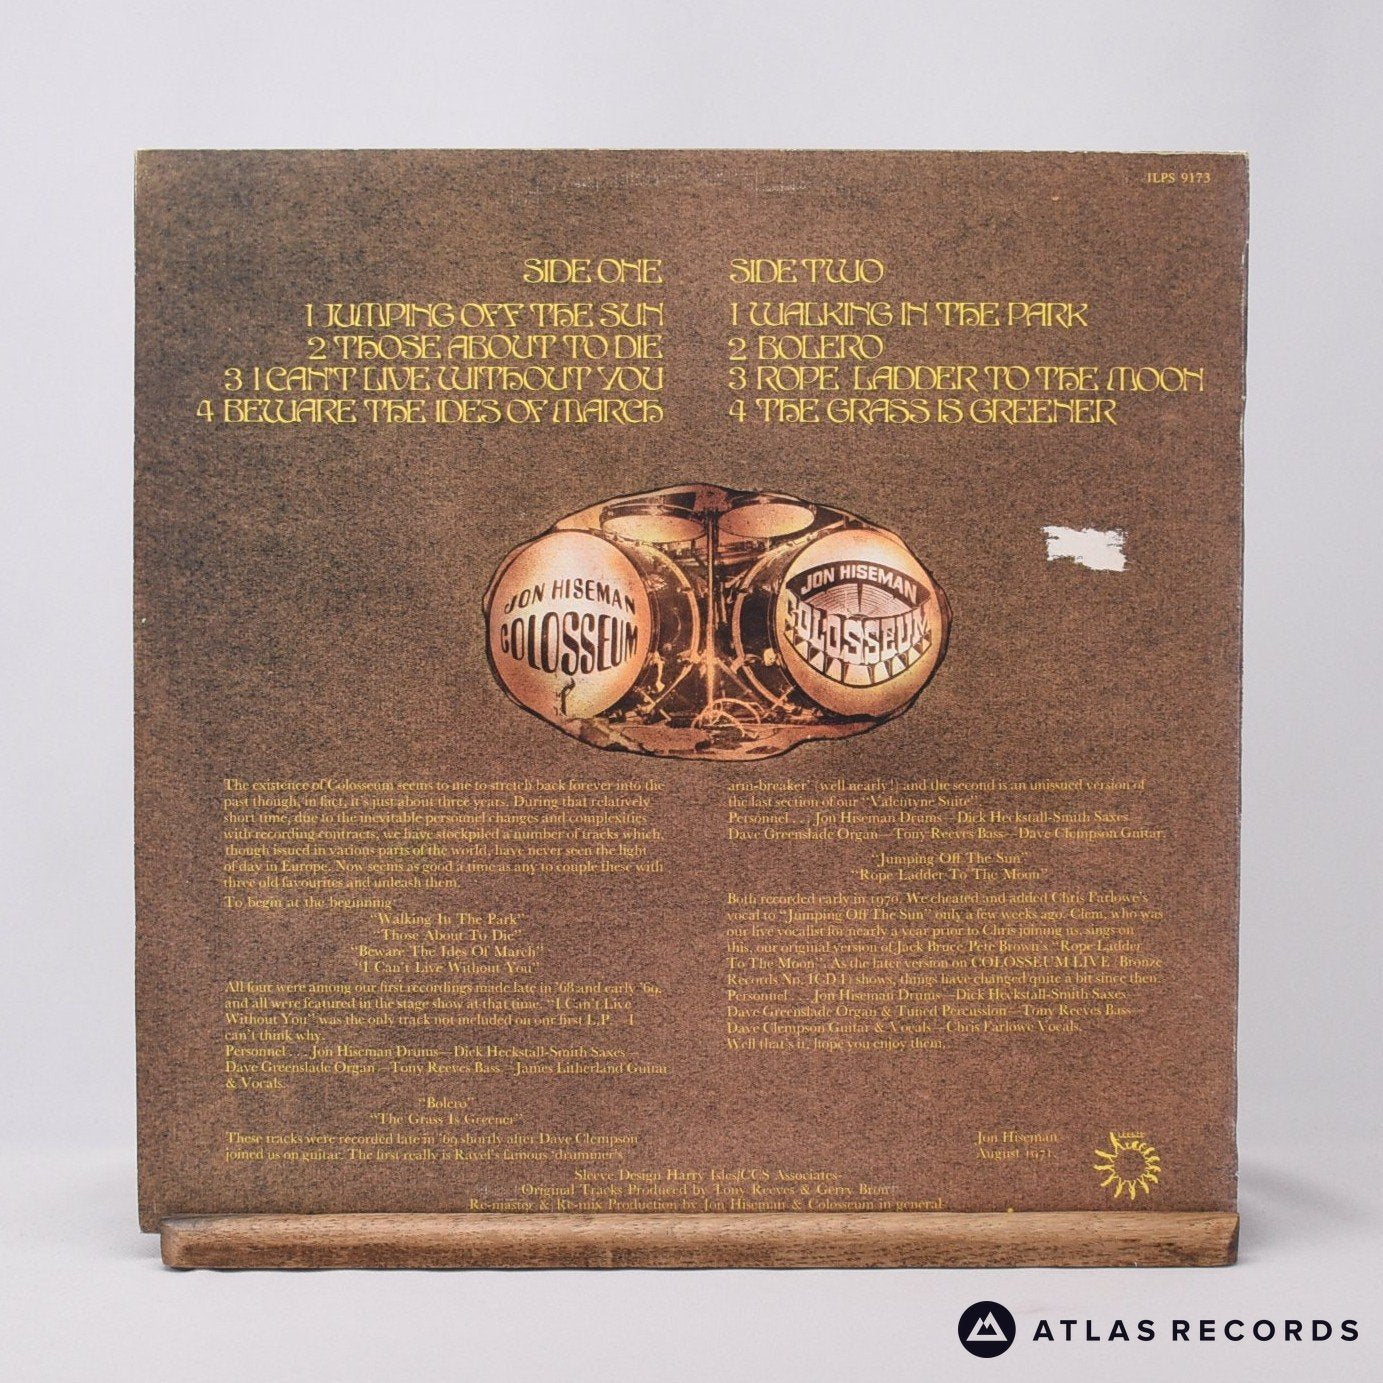 ILPS 9173
SIDE ONE
1 JUMPING OFF THE SUN
2 THOSE ABOUT TO DIE
3 I CAN'T LIVE WITHOUT YOU
4 BEWARE THE IDES OF MARCH
SIDE TWO
1 WALKING IN THE PARK
2 BOLERO
3 ROPE LADDER TO THE MOON
4 THE GRASS IS GREENER
JON HISEMAN
COLOSSEUM
JON HISEMAN
COLOSSEUM
The existence of Colosseum seems to me to stretch back forever into the
past though, in fact, it's just about three years. During that relatively
short time, due to the inevitable personnel changes and complexities
with recording contracts, we have stockpiled a number of tracks which,
though issued in various parts of the world, have never seen the light
of day in Europe. Now seems as good a time as any to couple these with
three old favourites and unleash them.
To begin at the beginning
"Walking In The Park"
"Those About To Die"
"Beware The Ides Of March"
"I Can't Live Without You"
All four were among our first recordings made late in '68 and early '69,
and all were featured in the stage show at that time. "I Can't Live
Without You" was the only track not included on our first L.P.—I
can't think why.
Personnel . . . Jon Hiseman Drums—Dick Heckstall-Smith Saxes—
Dave Greenslade Organ—Tony Reeves Bass—James Litherland Guitar
& Vocals.
"Bolero"
"The Grass Is Greener"
These tracks were recorded late in '69 shortly after Dave Clempson
joined us on guitar. The first really is Ravel's famous 'drummer's
arm-breaker' (well nearly!) and the second is an unissued version of
the last section of our "Valentyne Suite"
Personnel . . . Jon Hiseman Drums—Dick Heckstall-Smith Saxes—
Dave Greenslade Organ—Tony Reeves Bass—Dave Clempson Guitar.
"Jumping Off The Sun"
"Rope Ladder To The Moon"
Both recorded early in 1970. We cheated and added Chris Farlowe's
vocal to "Jumping Off The Sun" only a few weeks ago. Clem, who was
our live vocalist for nearly a year prior to Chris joining us, sings on
this, our original version of Jack Bruce/Pete Brown's "Rope Ladder
To The Moon". As the later version on COLOSSEUM LIVE (Bronze
Records No. ICD 1) shows, things have changed quite a bit since then.
Personnel . . . Jon Hiseman Drums—Dick Heckstall-Smith Saxes—
Dave Greenslade Organ & Tuned Percussion—Tony Reeves Bass—
Dave Clempson Guitar & Vocals—Chris Farlowe Vocals.
Well that's it, hope you enjoy them.
Jon Hiseman
August 1971.
Sleeve Design Harry Isles/CCS Associates
Original Tracks Produced by Tony Reeves & Gerry Bron
Re-master & Re-mix Production by Jon Hiseman & Colosseum in general
ATLAS RECORDS